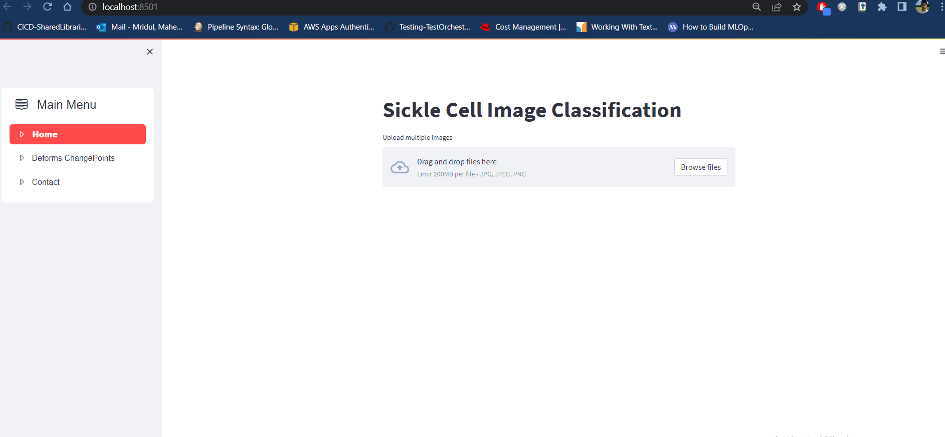 localhost:8501
CICD-SharedLibrari... Mail - Mridul, Mahe... Pipeline Syntax: Glo... AWS Apps Authenti... Testing-TestOrchest... Cost Management |... Working With Text... How to Build MLOp...
Main Menu
Home
Deforms ChangePoints
Contact
Sickle Cell Image Classification
Upload multiple images
Drag and drop files here
Limit 200MB per file • JPG, JPEG, PNG
Browse files